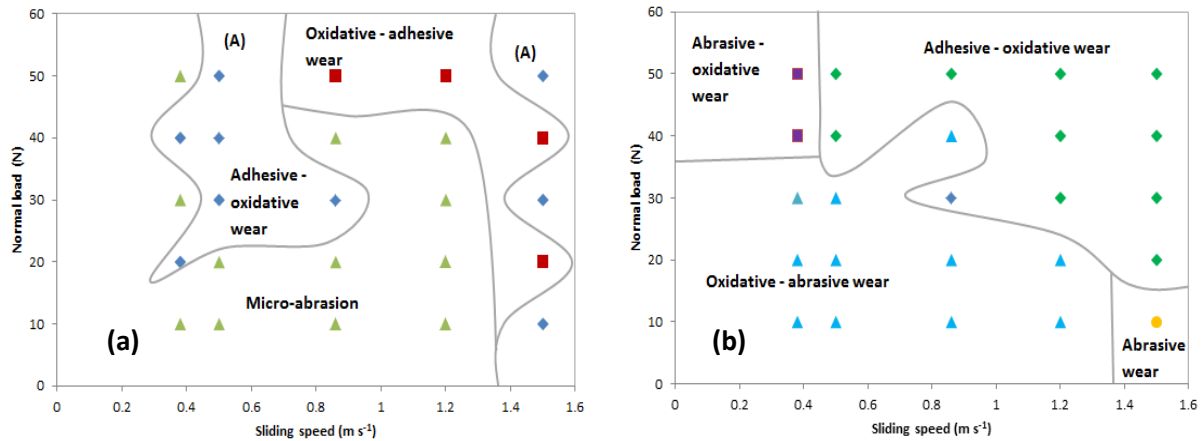 60
50
40
30
20
10
0
Normal load (N)
(A)
Oxidative - adhesive
wear
(A)
Adhesive -
oxidative
wear
Micro-abrasion
(a)
0
0.2
0.4
0.6
0.8
1
1.2
1.4
1.6
Sliding speed (m s⁻¹)
60
50
40
30
20
10
0
Normal load (N)
Abrasive -
oxidative
wear
Adhesive - oxidative wear
Oxidative - abrasive wear
(b)
Abrasive
wear
0
0.2
0.4
0.6
0.8
1
1.2
1.4
1.6
Sliding speed (m s⁻¹)